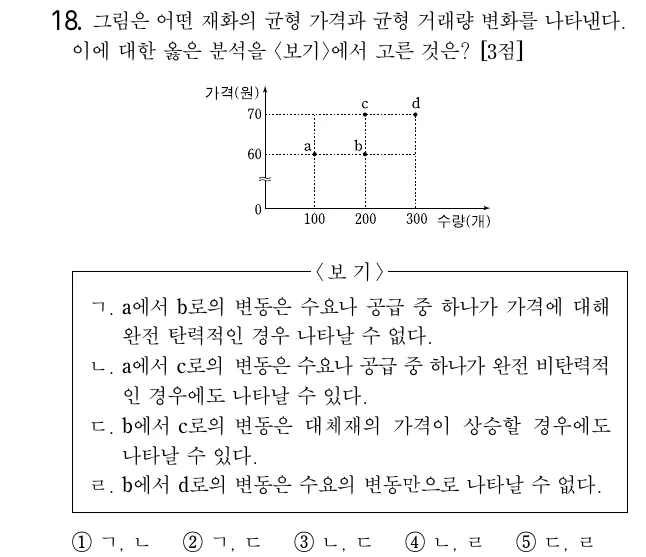 18. 그림은 어떤 재화의 균형 가격과 균형 거래량 변화를 나타낸다.
이에 대한 옳은 분석을 〈보기〉에서 고른 것은? [3점]
가격(원)
c d
70
a b
60
0
100 200 300 수량(개)
〈보 기〉
ㄱ. a에서 b로의 변동은 수요나 공급 중 하나가 가격에 대해
완전 탄력적인 경우 나타날 수 없다.
ㄴ. a에서 c로의 변동은 수요나 공급 중 하나가 완전 비탄력적
인 경우에도 나타날 수 있다.
ㄷ. b에서 c로의 변동은 대체재의 가격이 상승할 경우에도
나타날 수 있다.
ㄹ. b에서 d로의 변동은 수요의 변동만으로 나타날 수 없다.
① ㄱ, ㄴ ② ㄱ, ㄷ ③ ㄴ, ㄷ ④ ㄴ, ㄹ ⑤ ㄷ, ㄹ